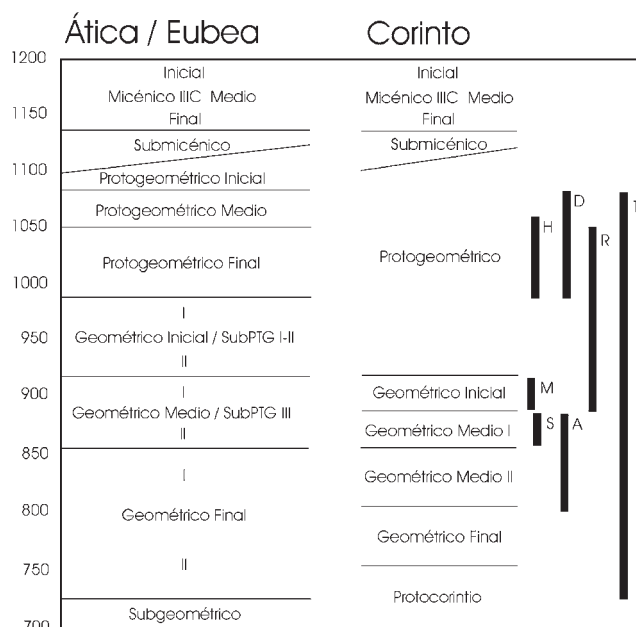 Ática / Eubea
Corinto
1200
1150
1100
1050
1000
950
900
850
800
750
700
Inicial
Micénico IIIC Medio
Final
Submicénico
Protogeométrico Inicial
Protogeométrico Medio
Protogeométrico Final
I
Geométrico Inicial / SubPTG I-II
II
I
Geométrico Medio / SubPTG III
II
I
Geométrico Final
II
Subgeométrico
Inicial
Micénico IIIC Medio
Final
Submicénico
Protogeométrico
Geométrico Inicial
Geométrico Medio I
Geométrico Medio II
Geométrico Final
Protocorintio
H
D
R
M
S
A